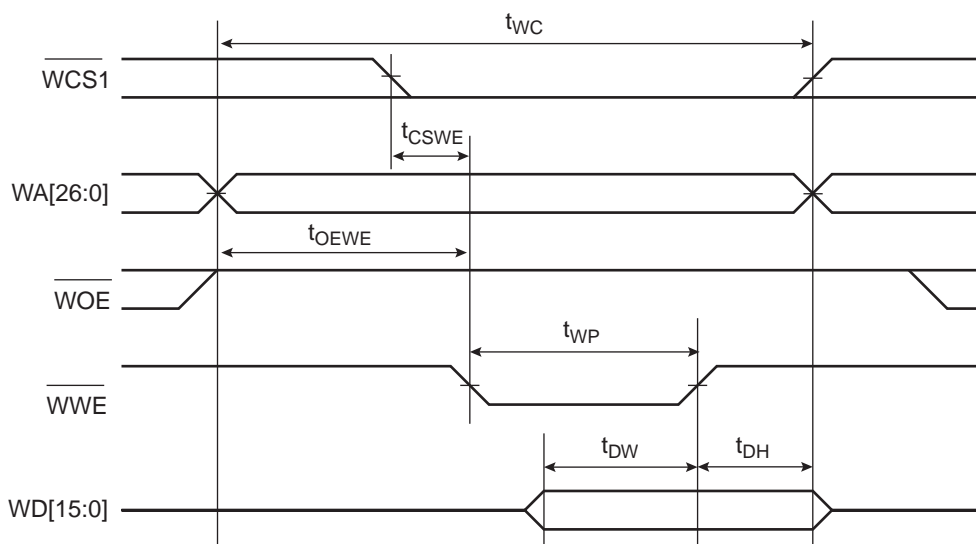 tWC
WCS1
tCSWE
WA[26:0]
tOEWE
WOE
tWP
WWE
tDW
tDH
WD[15:0]